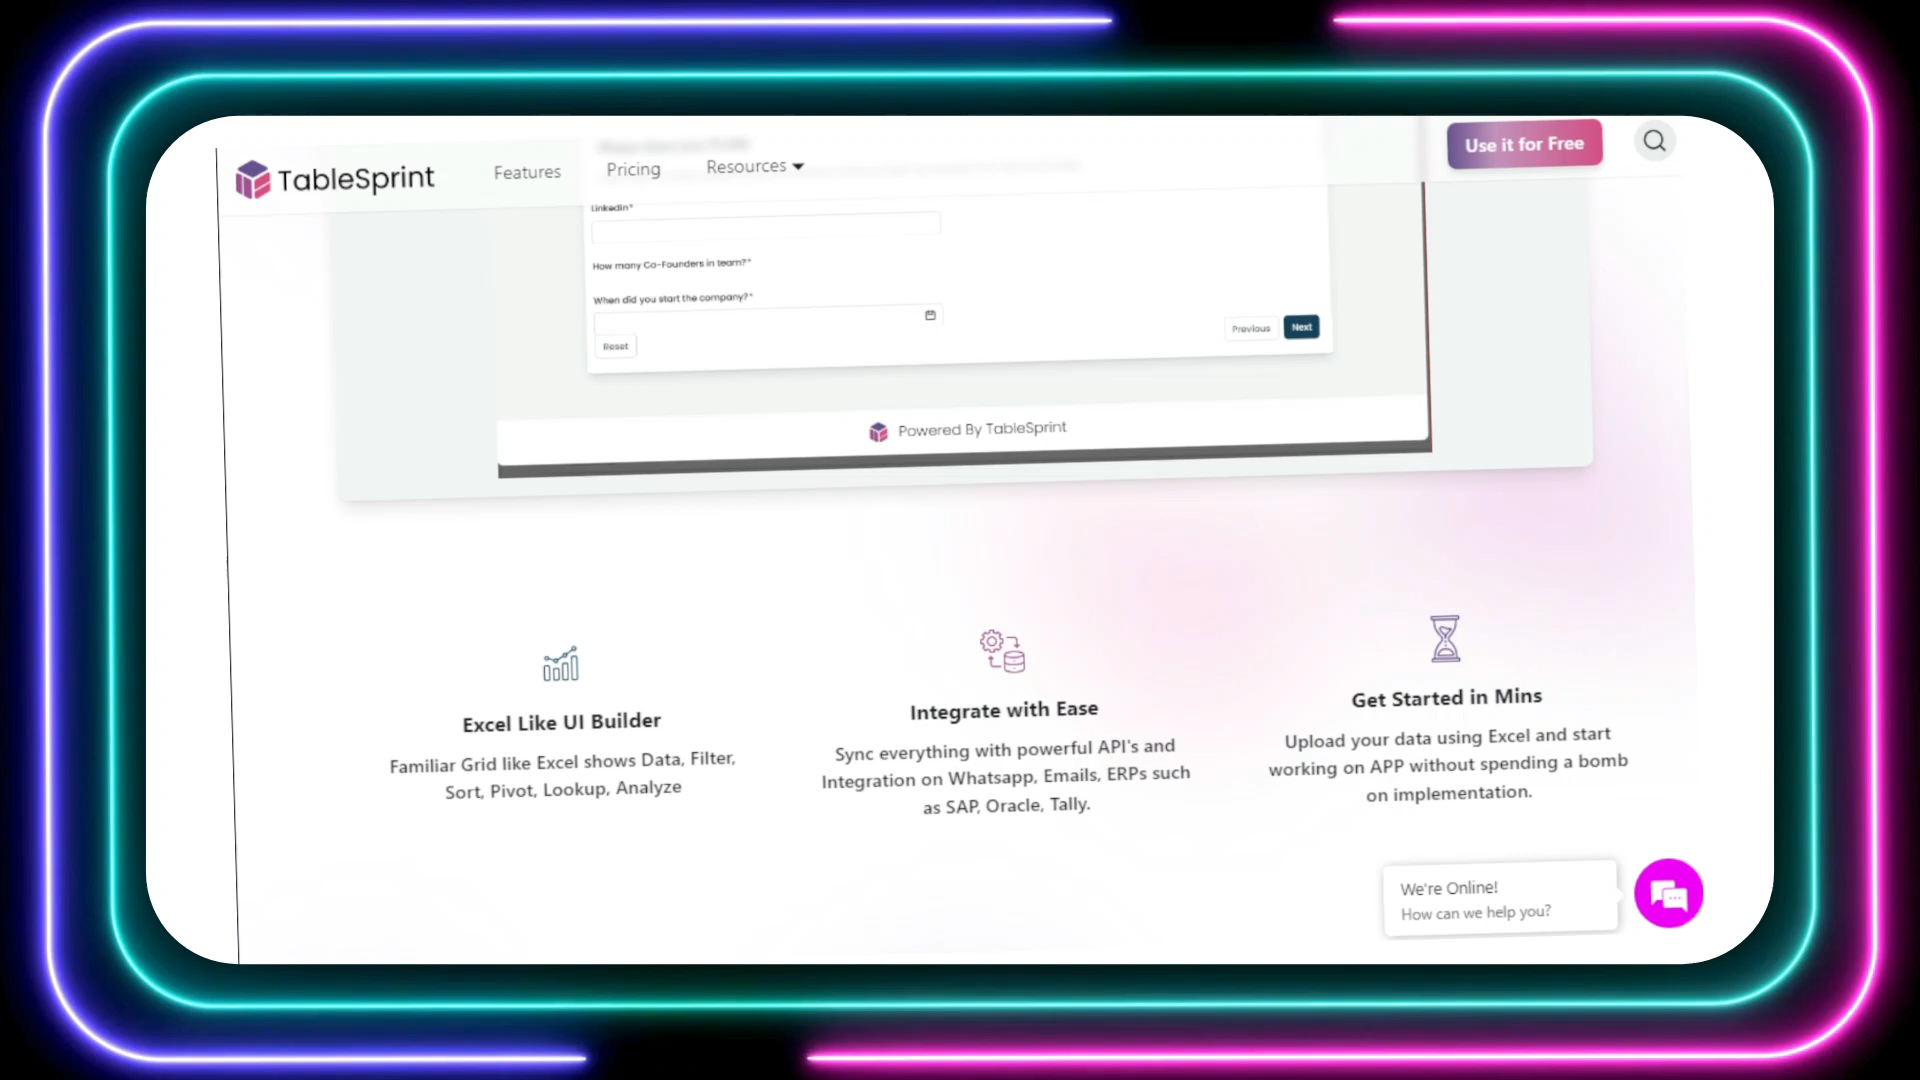 TableSprint
Features
Pricing
Resources
Use it for Free
Linkedin*
How many Co-Founders in team?*
When did you start the company?*
Reset
Previous
Next
Powered By TableSprint
Excel Like UI Builder
Familiar Grid like Excel shows Data, Filter,
Sort, Pivot, Lookup, Analyze
Integrate with Ease
Sync everything with powerful API's and
Integration on Whatsapp, Emails, ERPs such
as SAP, Oracle, Tally.
Get Started in Mins
Upload your data using Excel and start
working on APP without spending a bomb
on implementation.
We're Online!
How can we help you?